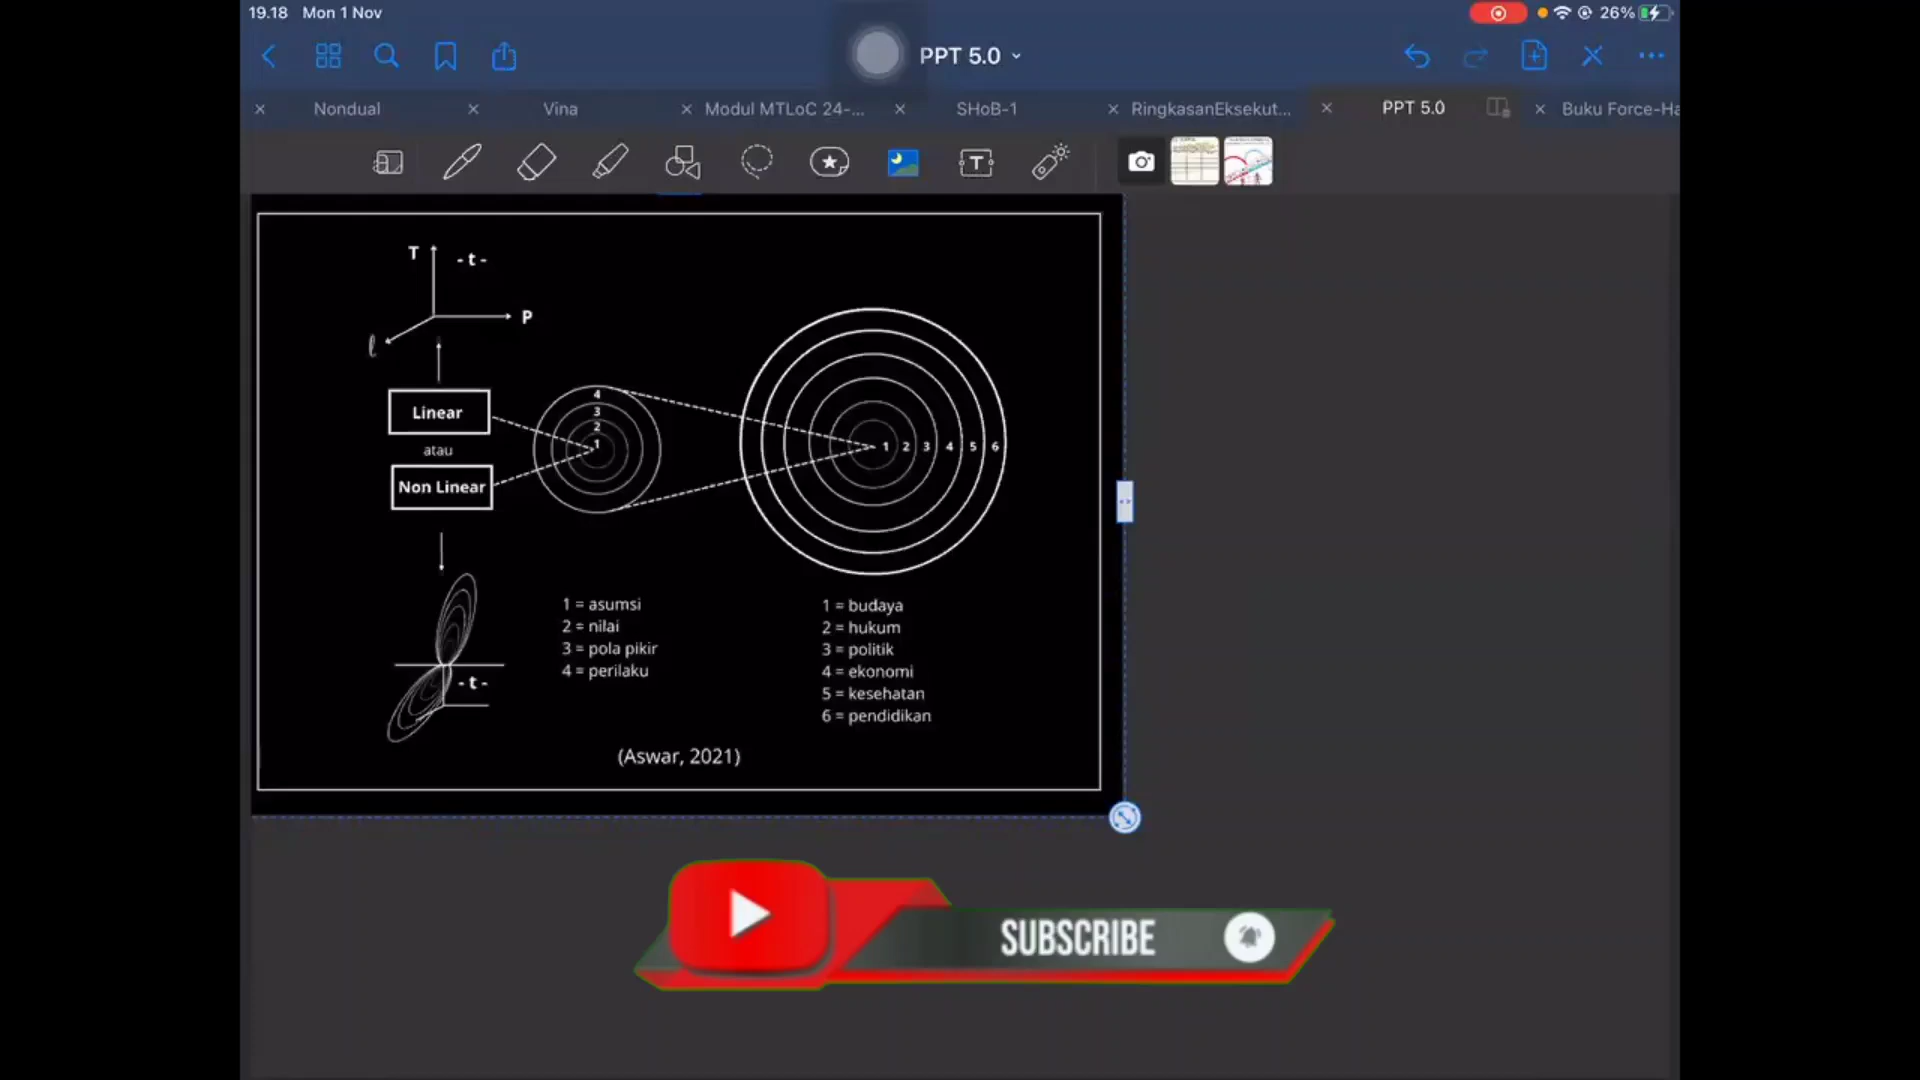 19.18 Mon 1 Nov
26%
PPT 5.0
Nondual
Vina
Modul MTLoC 24-...
SHoB-1
RingkasanEksekut...
PPT 5.0
Buku Force-Ha
T
- t -
P
ℓ
Linear
atau
Non Linear
4
3
2
1
1 2 3 4 5 6
- t -
1 = asumsi
2 = nilai
3 = pola pikir
4 = perilaku
1 = budaya
2 = hukum
3 = politik
4 = ekonomi
5 = kesehatan
6 = pendidikan
(Aswar, 2021)
SUBSCRIBE